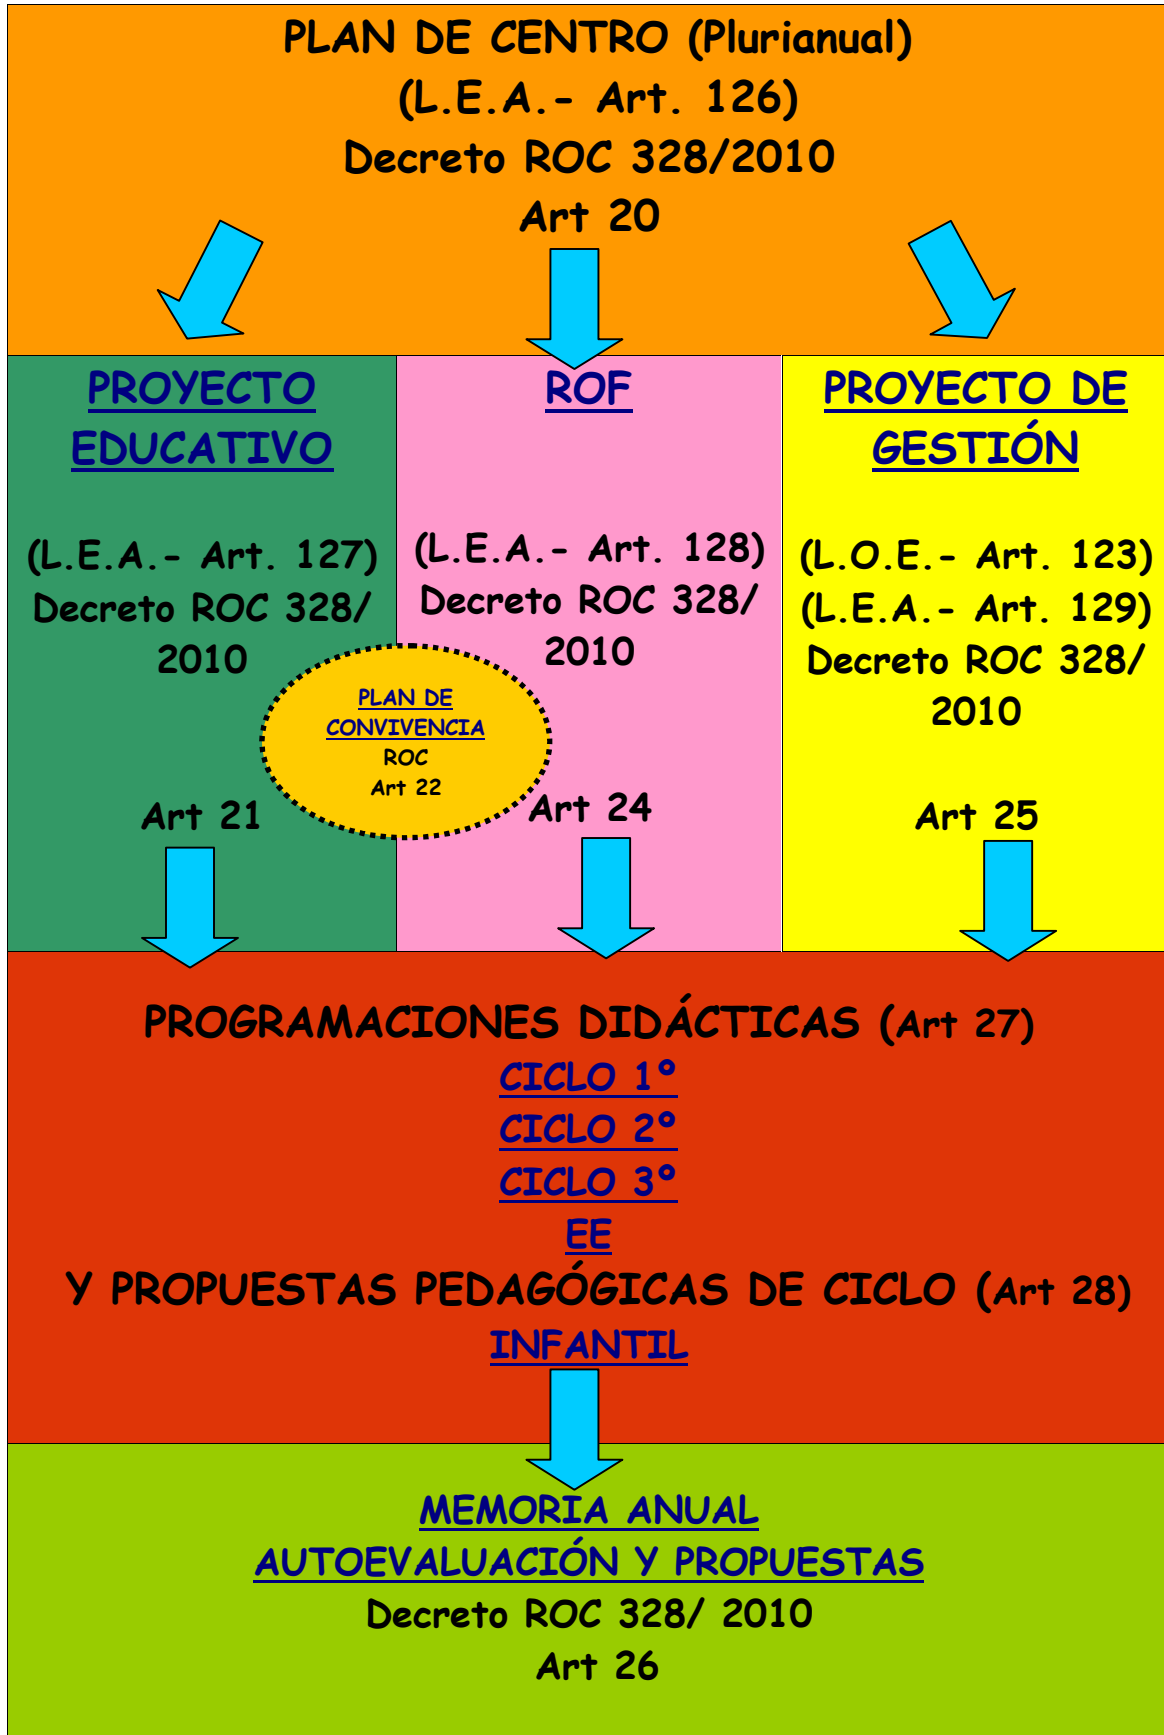 PLAN DE CENTRO (Plurianual)
(L.E.A.- Art. 126)
Decreto ROC 328/2010
Art 20
PROYECTO
EDUCATIVO
(L.E.A.- Art. 127)
Decreto ROC 328/
2010
Art 21
PLAN DE
CONVIVENCIA
ROC
Art 22
ROF
(L.E.A.- Art. 128)
Decreto ROC 328/
2010
Art 24
PROYECTO DE
GESTIÓN
(L.O.E.- Art. 123)
(L.E.A.- Art. 129)
Decreto ROC 328/
2010
Art 25
PROGRAMACIONES DIDÁCTICAS (Art 27)
CICLO 1º
CICLO 2º
CICLO 3º
EE
Y PROPUESTAS PEDAGÓGICAS DE CICLO (Art 28)
INFANTIL
MEMORIA ANUAL
AUTOEVALUACIÓN Y PROPUESTAS
Decreto ROC 328/ 2010
Art 26